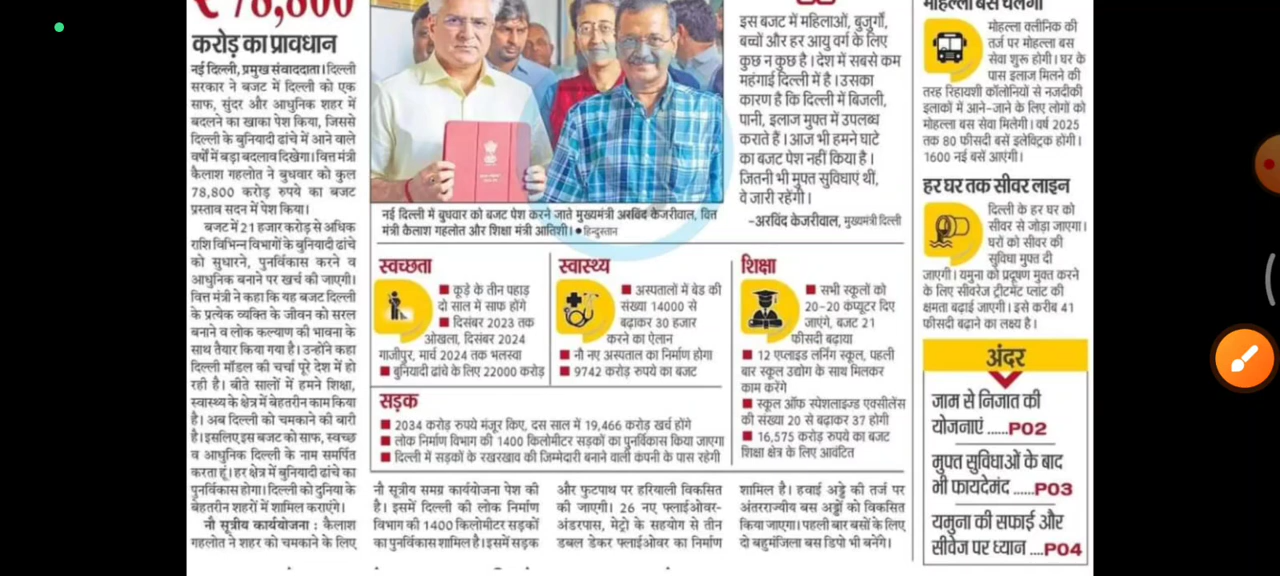 ₹ 78,800
करोड़ का प्रावधान
नई दिल्ली, प्रमुख संवाददाता। दिल्ली
सरकार ने बजट में दिल्ली को एक
साफ, सुंदर और आधुनिक शहर में
बदलने का खाका पेश किया, जिससे
दिल्ली के बुनियादी ढांचे में आने वाले
वर्षों में बड़ा बदलाव दिखेगा। वित्त मंत्री
कैलाश गहलोत ने बुधवार को कुल
78,800 करोड़ रुपये का बजट
प्रस्ताव सदन में पेश किया।
बजट में 21 हजार करोड़ से अधिक
राशि विभिन्न विभागों के बुनियादी ढांचे
को सुधारने, पुनर्विकास करने व
आधुनिक बनाने पर खर्च की जाएगी।
वित्त मंत्री ने कहा कि यह बजट दिल्ली
के प्रत्येक व्यक्ति के जीवन को सरल
बनाने व लोक कल्याण की भावना के
साथ तैयार किया गया है। उन्होंने कहा
दिल्ली मॉडल की चर्चा पूरे देश में हो
रही है। बीते सालों में हमने शिक्षा,
स्वास्थ्य के क्षेत्र में बेहतरीन काम किया
है। अब दिल्ली को चमकाने की बारी
है। इसलिए इस बजट को साफ, स्वच्छ
व आधुनिक दिल्ली के नाम समर्पित
करता हूं। हर क्षेत्र में बुनियादी ढांचे का
पुनर्विकास होगा। दिल्ली को दुनिया के
बेहतरीन शहरों में शामिल कराएंगे।
नौ सूत्रीय कार्ययोजना : कैलाश
गहलोत ने शहर को चमकाने के लिए
नई दिल्ली में बुधवार को बजट पेश करने जाते मुख्यमंत्री अरविंद केजरीवाल, वित्त
मंत्री कैलाश गहलोत और शिक्षा मंत्री आतिशी। ● हिन्दुस्तान
इस बजट में महिलाओं, बुजुर्गों,
बच्चों और हर आयु वर्ग के लिए
कुछ न कुछ है। देश में सबसे कम
महंगाई दिल्ली में है। उसका
कारण है कि दिल्ली में बिजली,
पानी, इलाज मुफ्त में उपलब्ध
कराते हैं। आज भी हमने घाटे
का बजट पेश नहीं किया है।
जितनी भी मुफ्त सुविधाएं थीं,
वे जारी रहेंगी।
-अरविंद केजरीवाल, मुख्यमंत्री दिल्ली
स्वच्छता
■ कूड़े के तीन पहाड़
दो साल में साफ होंगे
■ दिसंबर 2023 तक
ओखला, दिसंबर 2024
गाजीपुर, मार्च 2024 तक भलस्वा
■ बुनियादी ढांचे के लिए 22000 करोड़
स्वास्थ्य
■ अस्पतालों में बेड की
संख्या 14000 से
बढ़ाकर 30 हजार
करने का ऐलान
■ नौ नए अस्पताल का निर्माण होगा
■ 9742 करोड़ रुपये का बजट
शिक्षा
■ सभी स्कूलों को
20-20 कंप्यूटर दिए
जाएंगे, बजट 21
फीसदी बढ़ाया
■ 12 एप्लाइड लर्निंग स्कूल, पहली
बार स्कूल उद्योग के साथ मिलकर
काम करेंगे
■ स्कूल ऑफ स्पेशलाइज्ड एक्सीलेंस
की संख्या 20 से बढ़ाकर 37 होगी
■ 16,575 करोड़ रुपये का बजट
शिक्षा क्षेत्र के लिए आवंटित
सड़क
■ 2034 करोड़ रुपये मंजूर किए, दस साल में 19,466 करोड़ खर्च होंगे
■ लोक निर्माण विभाग की 1400 किलोमीटर सड़कों का पुनर्विकास किया जाएगा
■ दिल्ली में सड़कों के रखरखाव की जिम्मेदारी बनाने वाली कंपनी के पास रहेगी
नौ सूत्रीय समग्र कार्ययोजना पेश की
है। इसमें दिल्ली की लोक निर्माण
विभाग की 1400 किलोमीटर सड़कों
का पुनर्विकास शामिल है। इसमें सड़क
और फुटपाथ पर हरियाली विकसित
की जाएगी। 26 नए फ्लाईओवर-
अंडरपास, मेट्रो के सहयोग से तीन
डबल डेकर फ्लाईओवर का निर्माण
शामिल है। हवाई अड्डे की तर्ज पर
अंतरराज्यीय बस अड्डों को विकसित
किया जाएगा। पहली बार बसों के लिए
दो बहुमंजिला बस डिपो भी बनेंगे।
मोहल्ला बस चलेगी
मोहल्ला क्लीनिक की
तर्ज पर मोहल्ला बस
सेवा शुरू होगी। घर के
पास इलाज मिलने की
तरह रिहायशी कॉलोनियों से नजदीकी
इलाकों में आने-जाने के लिए लोगों को
मोहल्ला बस सेवा मिलेगी। वर्ष 2025
तक 80 फीसदी बसें इलेक्ट्रिक होंगी।
1600 नई बसें आएंगी।
हर घर तक सीवर लाइन
दिल्ली के हर घर को
सीवर से जोड़ा जाएगा।
घरों को सीवर की
सुविधा मुफ्त दी
जाएगी। यमुना को प्रदूषण मुक्त करने
के लिए सीवरेज ट्रीटमेंट प्लांट की
क्षमता बढ़ाई जाएगी। इसे करीब 41
फीसदी बढ़ाने का लक्ष्य है।
अंदर
जाम से निजात की
योजनाएं ......P02
मुफ्त सुविधाओं के बाद
भी फायदेमंद ......P03
यमुना की सफाई और
सीवेज पर ध्यान ....P04